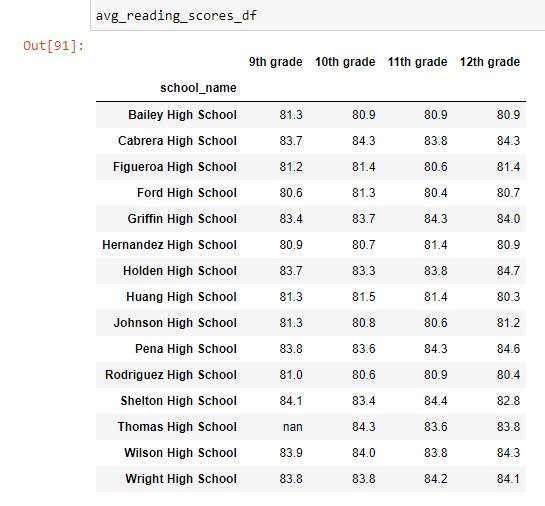 avg_reading_scores_df
Out[91]:
9th grade 10th grade 11th grade 12th grade
school_name
Bailey High School 81.3 80.9 80.9 80.9
Cabrera High School 83.7 84.3 83.8 84.3
Figueroa High School 81.2 81.4 80.6 81.4
Ford High School 80.6 81.3 80.4 80.7
Griffin High School 83.4 83.7 84.3 84.0
Hernandez High School 80.9 80.7 81.4 80.9
Holden High School 83.7 83.3 83.8 84.7
Huang High School 81.3 81.5 81.4 80.3
Johnson High School 81.3 80.8 80.6 81.2
Pena High School 83.8 83.6 84.3 84.6
Rodriguez High School 81.0 80.6 80.9 80.4
Shelton High School 84.1 83.4 84.4 82.8
Thomas High School nan 84.3 83.6 83.8
Wilson High School 83.9 84.0 83.8 84.3
Wright High School 83.8 83.8 84.2 84.1